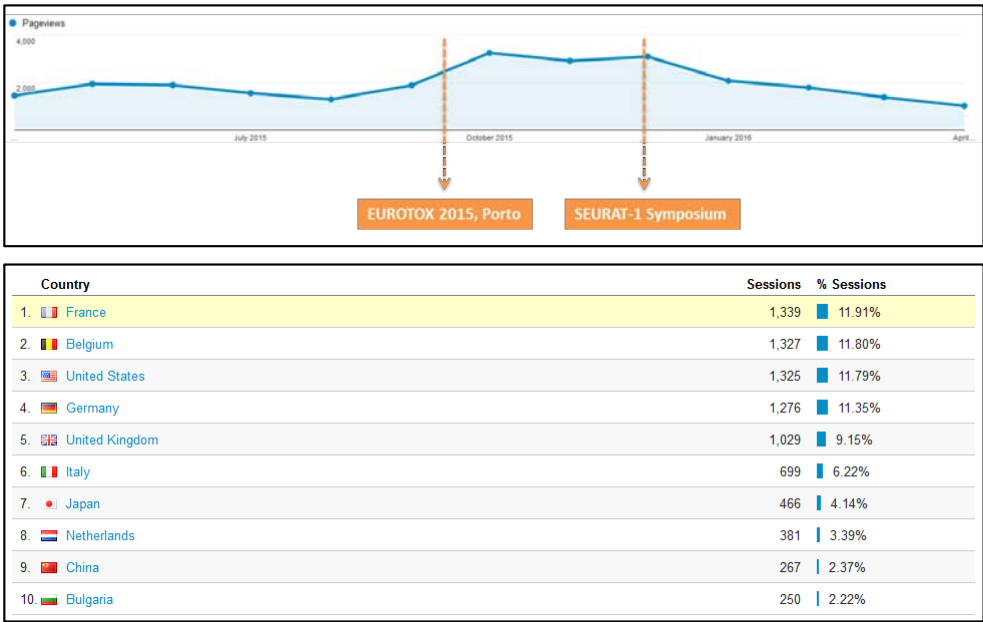 Pageviews
4,000
2,000
... July 2015 October 2015 January 2016 April...
EUROTOX 2015, Porto SEURAT-1 Symposium
Country Sessions % Sessions
1. France 1,339 11.91%
2. Belgium 1,327 11.80%
3. United States 1,325 11.79%
4. Germany 1,276 11.35%
5. United Kingdom 1,029 9.15%
6. Italy 699 6.22%
7. Japan 466 4.14%
8. Netherlands 381 3.39%
9. China 267 2.37%
10. Bulgaria 250 2.22%